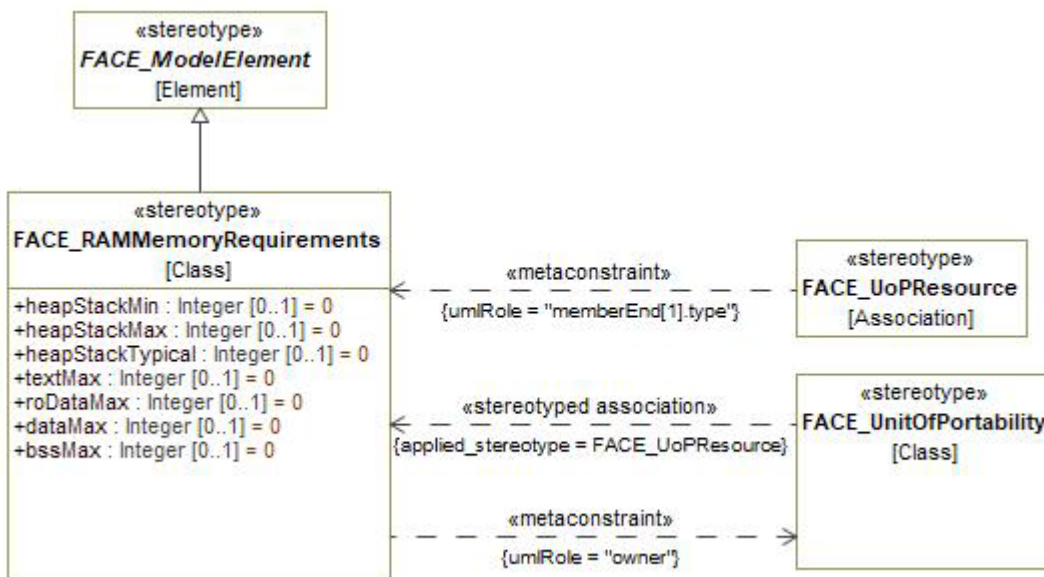 «stereotype»
FACE_ModelElement
[Element]
«stereotype»
FACE_RAMMemoryRequirements
[Class]
+heapStackMin : Integer [0..1] = 0
+heapStackMax : Integer [0..1] = 0
+heapStackTypical : Integer [0..1] = 0
+textMax : Integer [0..1] = 0
+roDataMax : Integer [0..1] = 0
+dataMax : Integer [0..1] = 0
+bssMax : Integer [0..1] = 0
«metaconstraint»
{umlRole = "memberEnd[1].type"}
«stereotype»
FACE_UoPResource
[Association]
«stereotyped association»
{applied_stereotype = FACE_UoPResource}
«stereotype»
FACE_UnitOfPortability
[Class]
«metaconstraint»
{umlRole = "owner"}